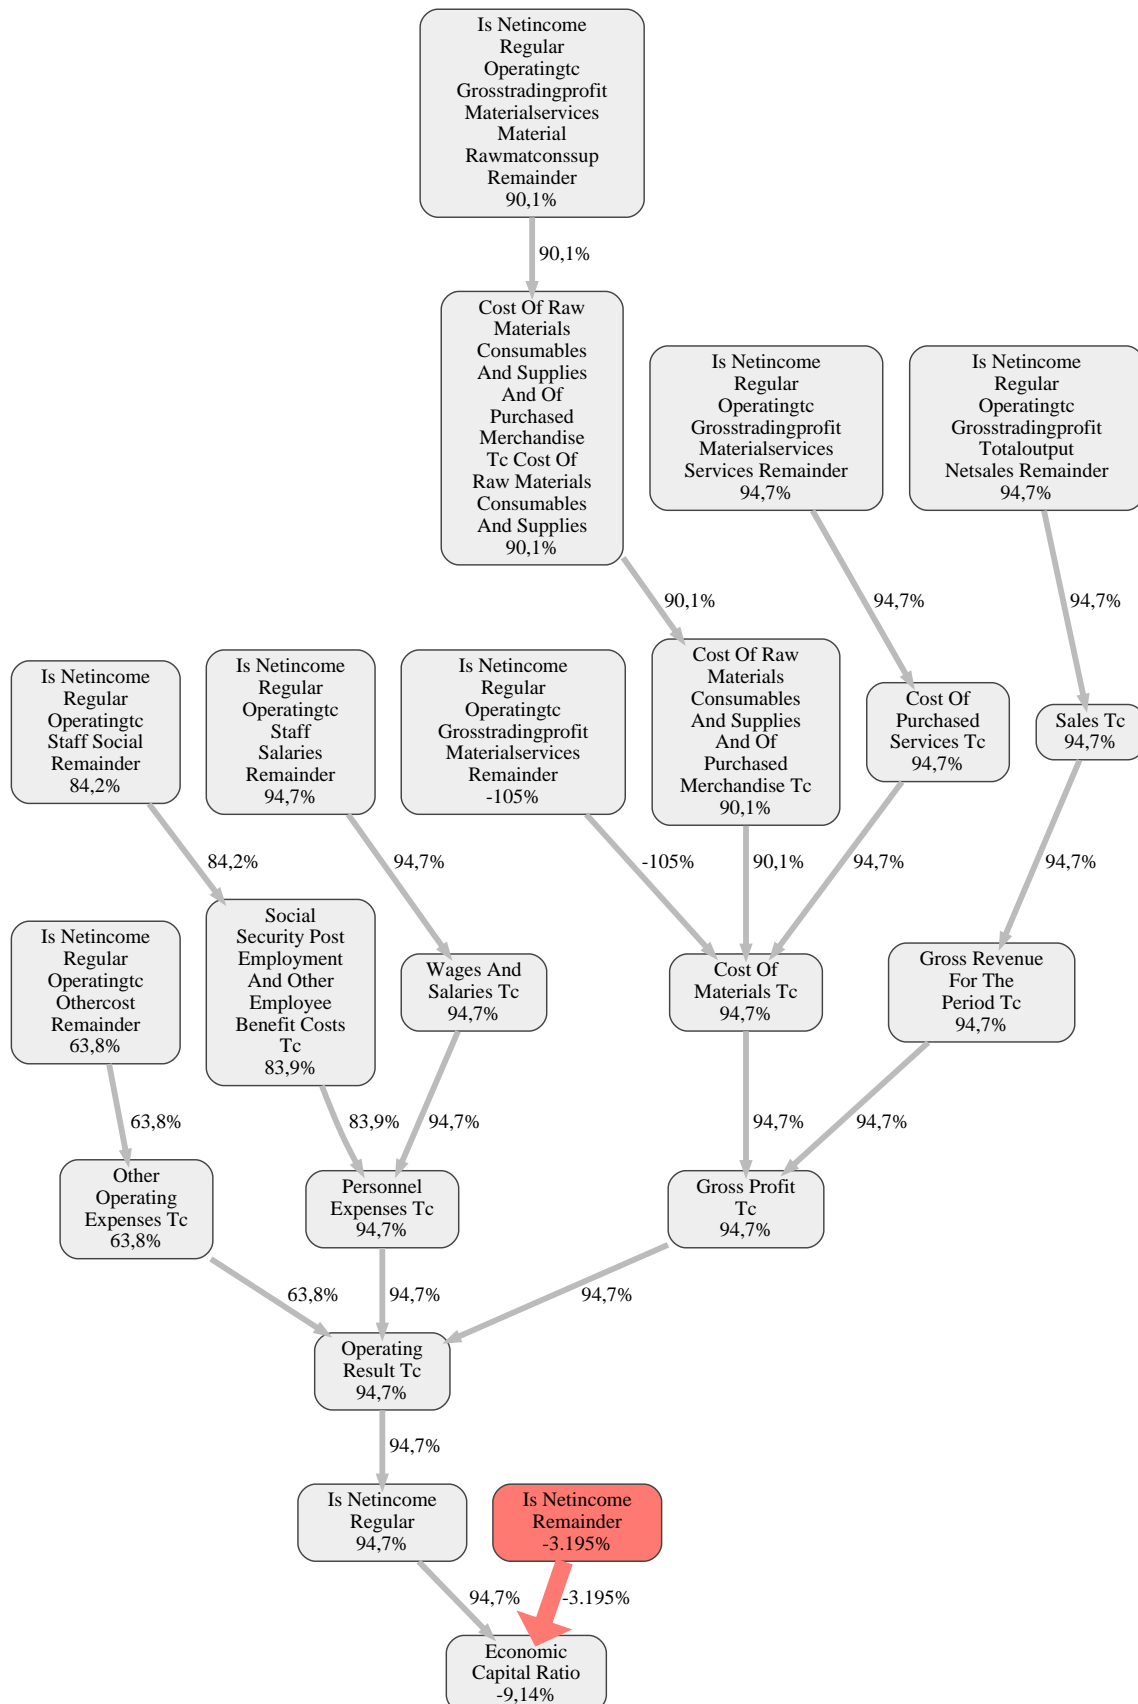 Is Netincome
Regular
Operatingtc
Grosstradingprofit
Materialservices
Material
Rawmatconssup
Remainder
90,1%
90,1%
Cost Of Raw
Materials
Consumables
And Supplies
And Of
Purchased
Merchandise
Tc Cost Of
Raw Materials
Consumables
And Supplies
90,1%
Is Netincome
Regular
Operatingtc
Grosstradingprofit
Materialservices
Services Remainder
94,7%
Is Netincome
Regular
Operatingtc
Grosstradingprofit
Totaloutput
Netsales Remainder
94,7%
90,1%
94,7%
94,7%
Is Netincome
Regular
Operatingtc
Staff Social
Remainder
84,2%
Is Netincome
Regular
Operatingtc
Staff
Salaries
Remainder
94,7%
Is Netincome
Regular
Operatingtc
Grosstradingprofit
Materialservices
Remainder
-105%
Cost Of Raw
Materials
Consumables
And Supplies
And Of
Purchased
Merchandise Tc
90,1%
Cost Of
Purchased
Services Tc
94,7%
Sales Tc
94,7%
84,2%
94,7%
-105%
90,1%
94,7%
94,7%
Is Netincome
Regular
Operatingtc
Othercost
Remainder
63,8%
Social
Security Post
Employment
And Other
Employee
Benefit Costs
Tc
83,9%
Wages And
Salaries Tc
94,7%
Cost Of
Materials Tc
94,7%
Gross Revenue
For The
Period Tc
94,7%
63,8%
83,9%
94,7%
94,7%
94,7%
Other
Operating
Expenses Tc
63,8%
Personnel
Expenses Tc
94,7%
Gross Profit
Tc
94,7%
63,8%
94,7%
94,7%
Operating
Result Tc
94,7%
94,7%
Is Netincome
Regular
94,7%
Is Netincome
Remainder
-3.195%
94,7%
-3.195%
Economic
Capital Ratio
-9,14%